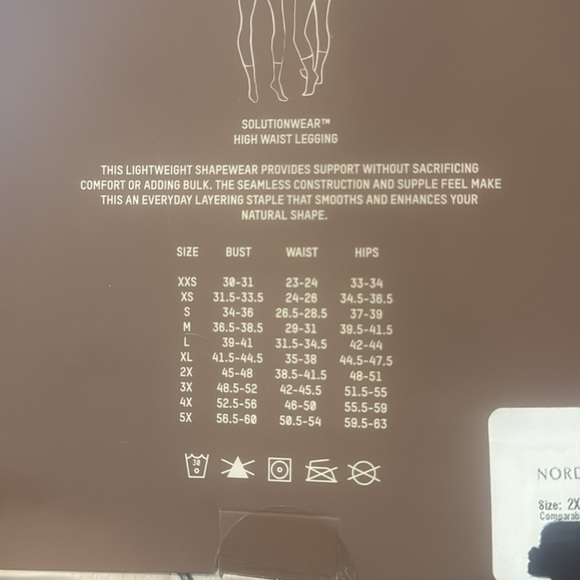 SOLUTIONWEAR™
HIGH WAIST LEGGING
THIS LIGHTWEIGHT SHAPEWEAR PROVIDES SUPPORT WITHOUT SACRIFICING
COMFORT OR ADDING BULK. THE SEAMLESS CONSTRUCTION AND SUPPLE FEEL MAKE
THIS AN EVERYDAY LAYERING STAPLE THAT SMOOTHS AND ENHANCES YOUR
NATURAL SHAPE.
SIZE BUST WAIST HIPS
XXS 30-31 23-24 33-34
XS 31.5-33.5 24-26 34.5-36.5
S 34-36 26.5-28.5 37-39
M 36.5-38.5 29-31 39.5-41.5
L 39-41 31.5-34.5 42-44
XL 41.5-44.5 35-38 44.5-47.5
2X 45-48 38.5-41.5 48-51
3X 48.5-52 42-45.5 51.5-55
4X 52.5-56 46-50 55.5-59
5X 56.5-60 50.5-54 59.5-63
30
NORD
Size: 2X
Comparab